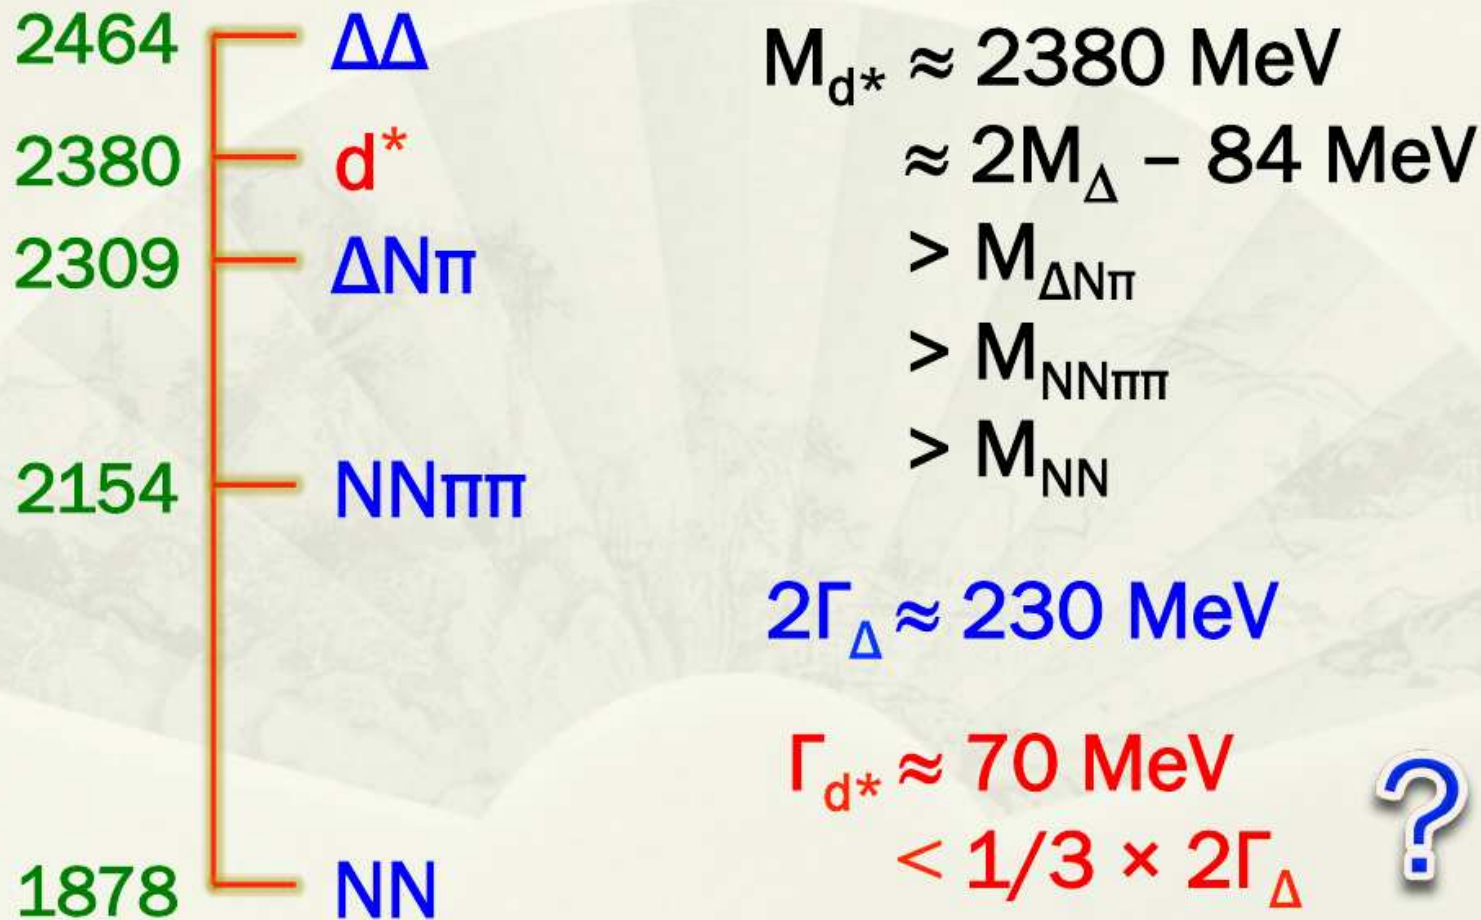 2464 ΔΔ
2380 d*
2309 ΔNπ
2154 NNππ
1878 NN
M_d* ≈ 2380 MeV
≈ 2M_Δ – 84 MeV
> M_ΔNπ
> M_NNππ
> M_NN
2Γ_Δ ≈ 230 MeV
Γ_d* ≈ 70 MeV
< 1/3 × 2Γ_Δ
?